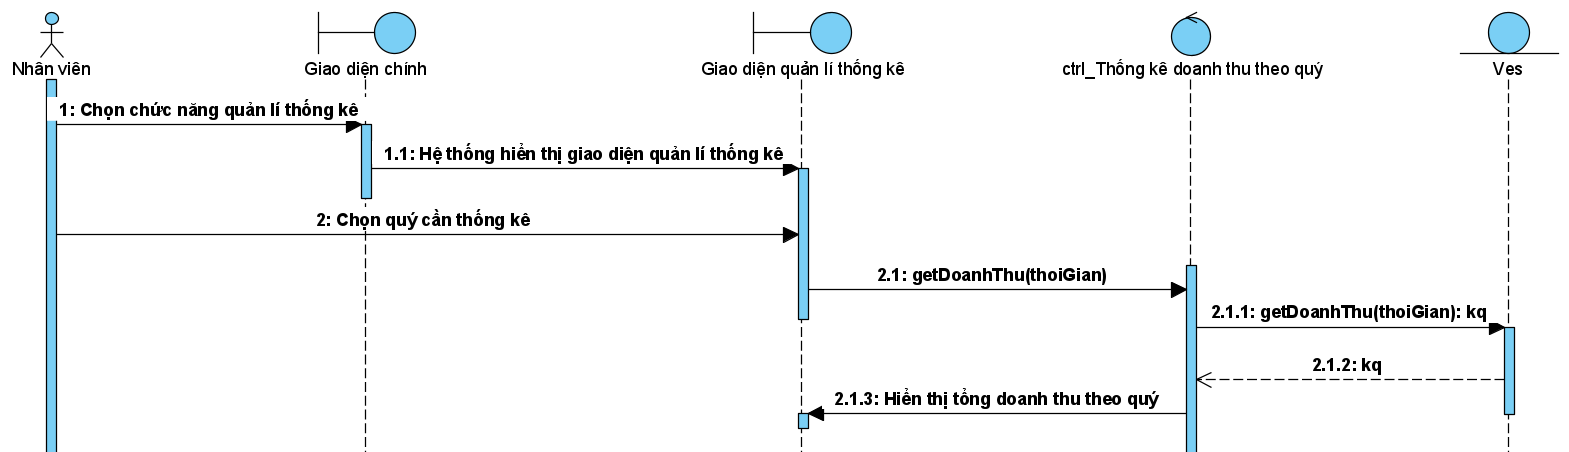 Nhân viên
Giao diện chính
Giao diện quản lí thống kê
ctrl_Thống kê doanh thu theo quý
Ves
1: Chọn chức năng quản lí thống kê
1.1: Hệ thống hiển thị giao diện quản lí thống kê
2: Chọn quý cần thống kê
2.1: getDoanhThu(thoiGian)
2.1.1: getDoanhThu(thoiGian): kq
2.1.2: kq
2.1.3: Hiển thị tổng doanh thu theo quý